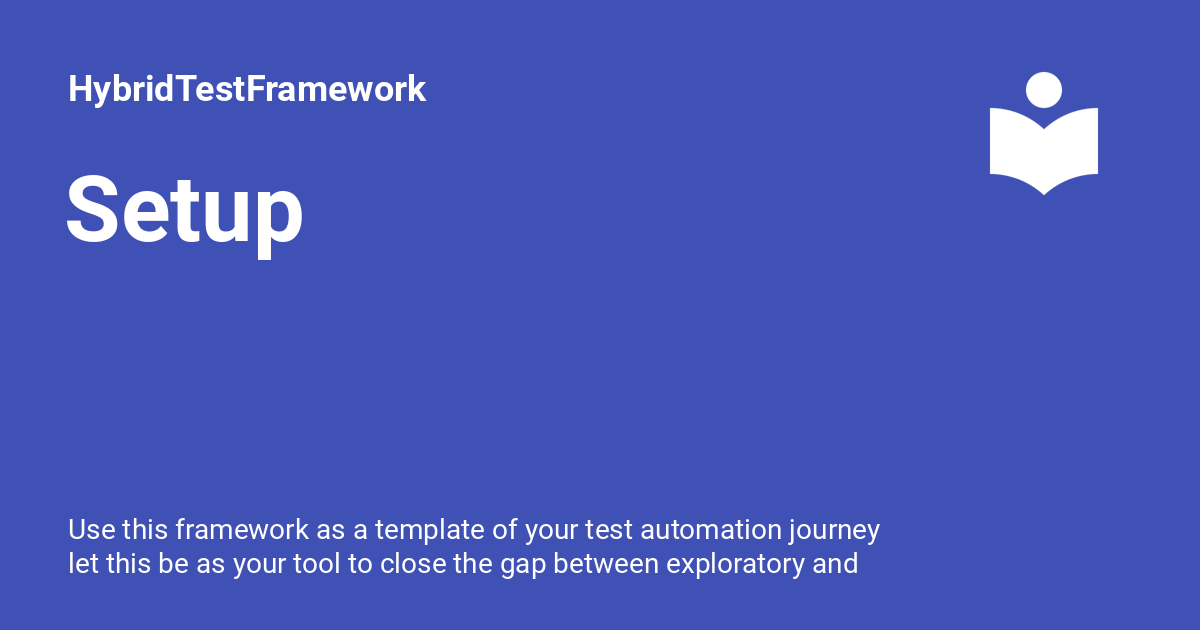 HybridTestFramework
Setup
Use this framework as a template of your test automation journey
let this be as your tool to close the gap between exploratory and